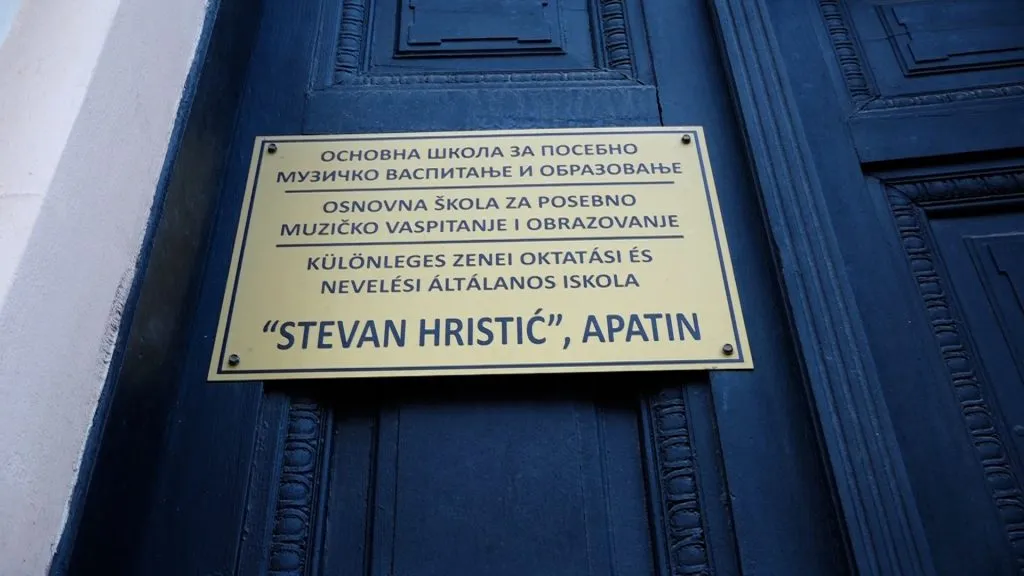 ОСНОВНА ШКОЛА ЗА ПОСЕБНО
МУЗИЧКО ВАСПИТАЊЕ И ОБРАЗОВАЊЕ
OSNOVNA ŠKOLA ZA POSEBNO
MUZIČKO VASPITANJE I OBRAZOVANJE
KÜLÖNLEGES ZENEI OKTATÁSI ÉS
NEVELÉSI ÁLTÁLANOS ISKOLA
“STEVAN HRISTIĆ”, APATIN